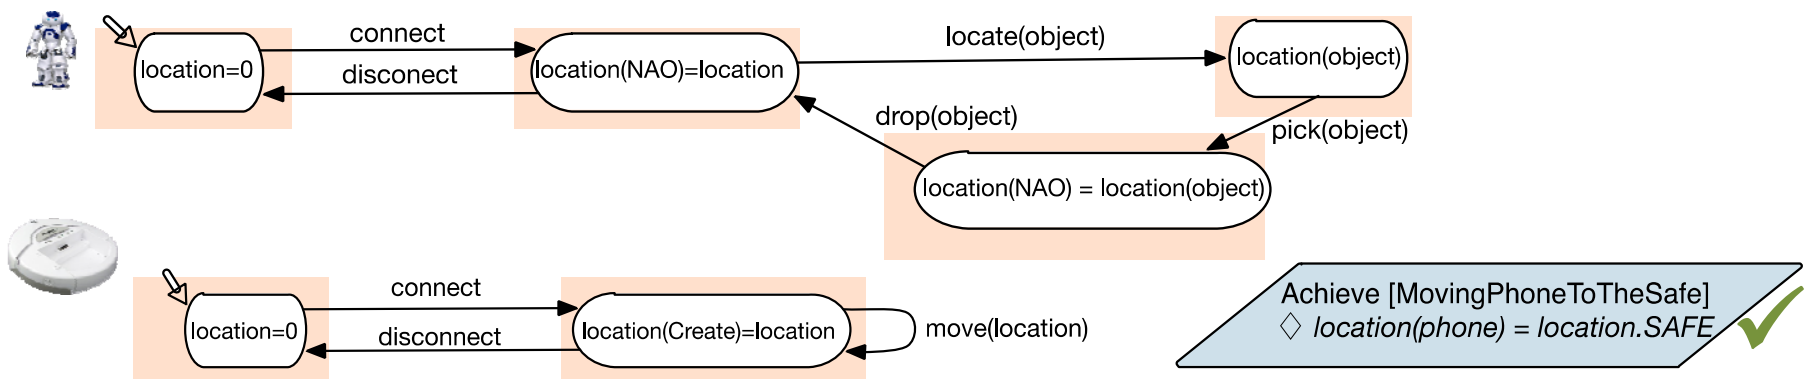 connect
locate(object)
location=0
location(NAO)=location
location(object)
disconect
drop(object)
pick(object)
location(NAO) = location(object)
connect
location=0
location(Create)=location
move(location)
disconnect
Achieve [MovingPhoneToTheSafe]
◇ location(phone) = location.SAFE